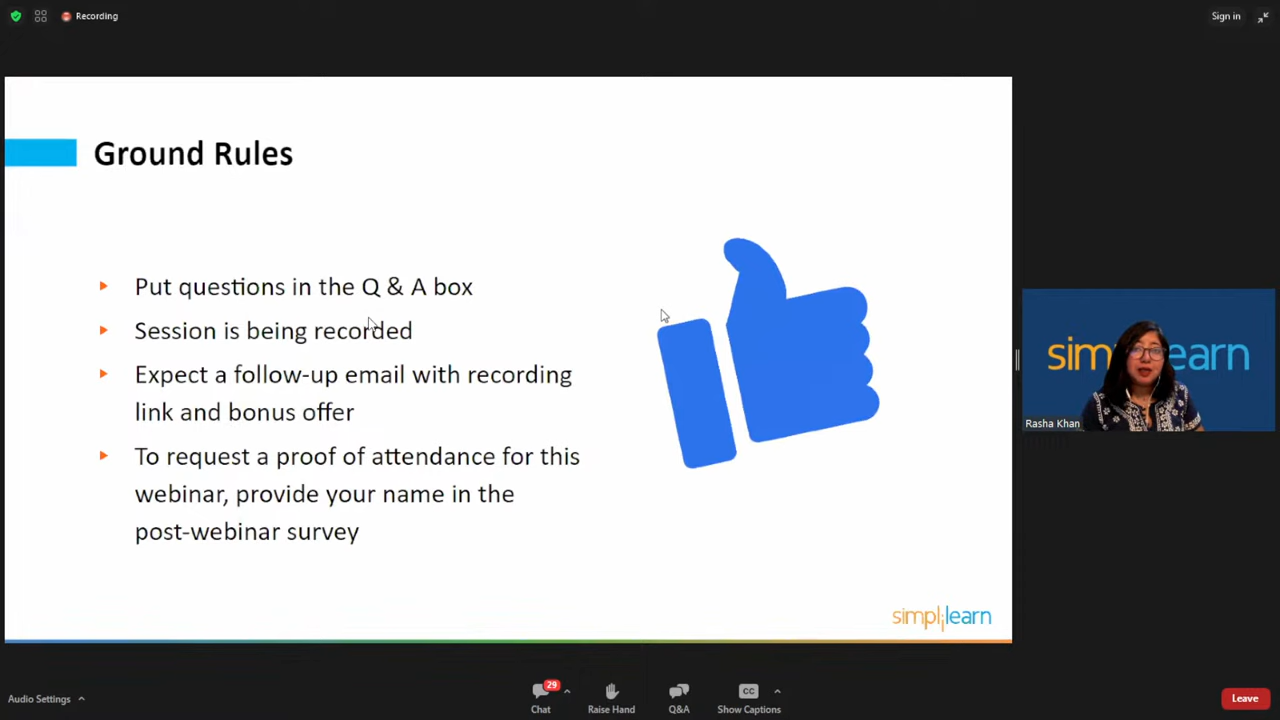 Recording
Sign in
Ground Rules
Put questions in the Q & A box
Session is being recorded
Expect a follow-up email with recording
link and bonus offer
To request a proof of attendance for this
webinar, provide your name in the
post-webinar survey
simplilearn
Rasha Khan
simplilearn
Audio Settings
29
Chat
Raise Hand
Q&A
CC
Show Captions
Leave